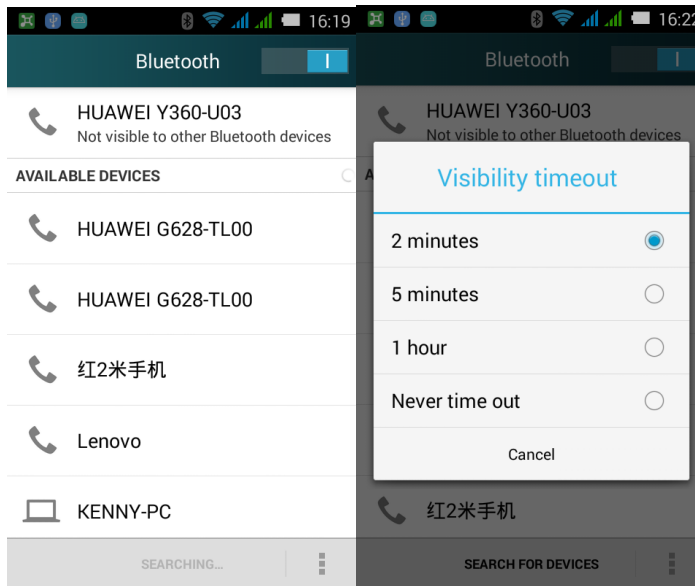 16:19
Bluetooth
HUAWEI Y360-U03
Not visible to other Bluetooth devices
AVAILABLE DEVICES
HUAWEI G628-TL00
HUAWEI G628-TL00
红2米手机
Lenovo
KENNY-PC
SEARCHING...
16:22
Bluetooth
HUAWEI Y360-U03
Not visible to other Bluetooth devices
A
Visibility timeout
2 minutes
5 minutes
1 hour
Never time out
Cancel
红2米手机
SEARCH FOR DEVICES